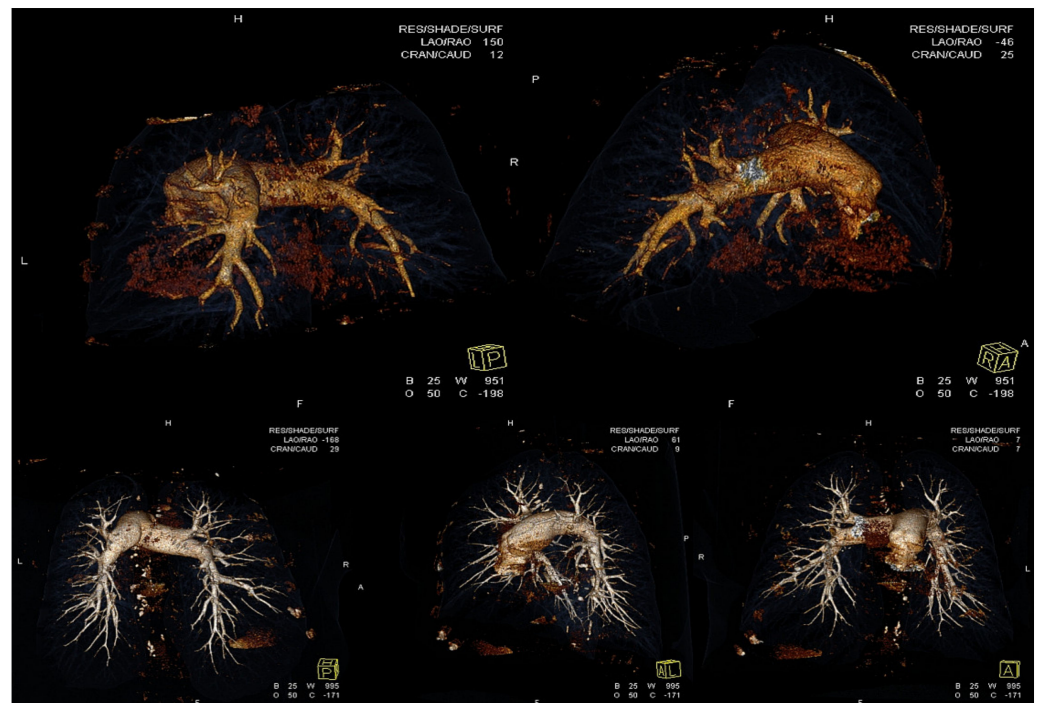 H
RES/SHADE/SURF
LAO/RAO 150
CRAN/CAUD 12
L
R
LP
B 25 W 951
O 50 C -198
F
H
RES/SHADE/SURF
LAO/RAO -46
CRAN/CAUD 25
P
A
H
RA
B 25 W 951
O 50 C -198
F
H
RES/SHADE/SURF
LAO/RAO -168
CRAN/CAUD 29
L
R
H
P
B 25 W 995
O 50 C -171
F
H
RES/SHADE/SURF
LAO/RAO 61
CRAN/CAUD 9
A
P
AL
B 25 W 995
O 50 C -171
F
H
RES/SHADE/SURF
LAO/RAO 7
CRAN/CAUD 7
R
L
A
B 25 W 995
O 50 C -171
F